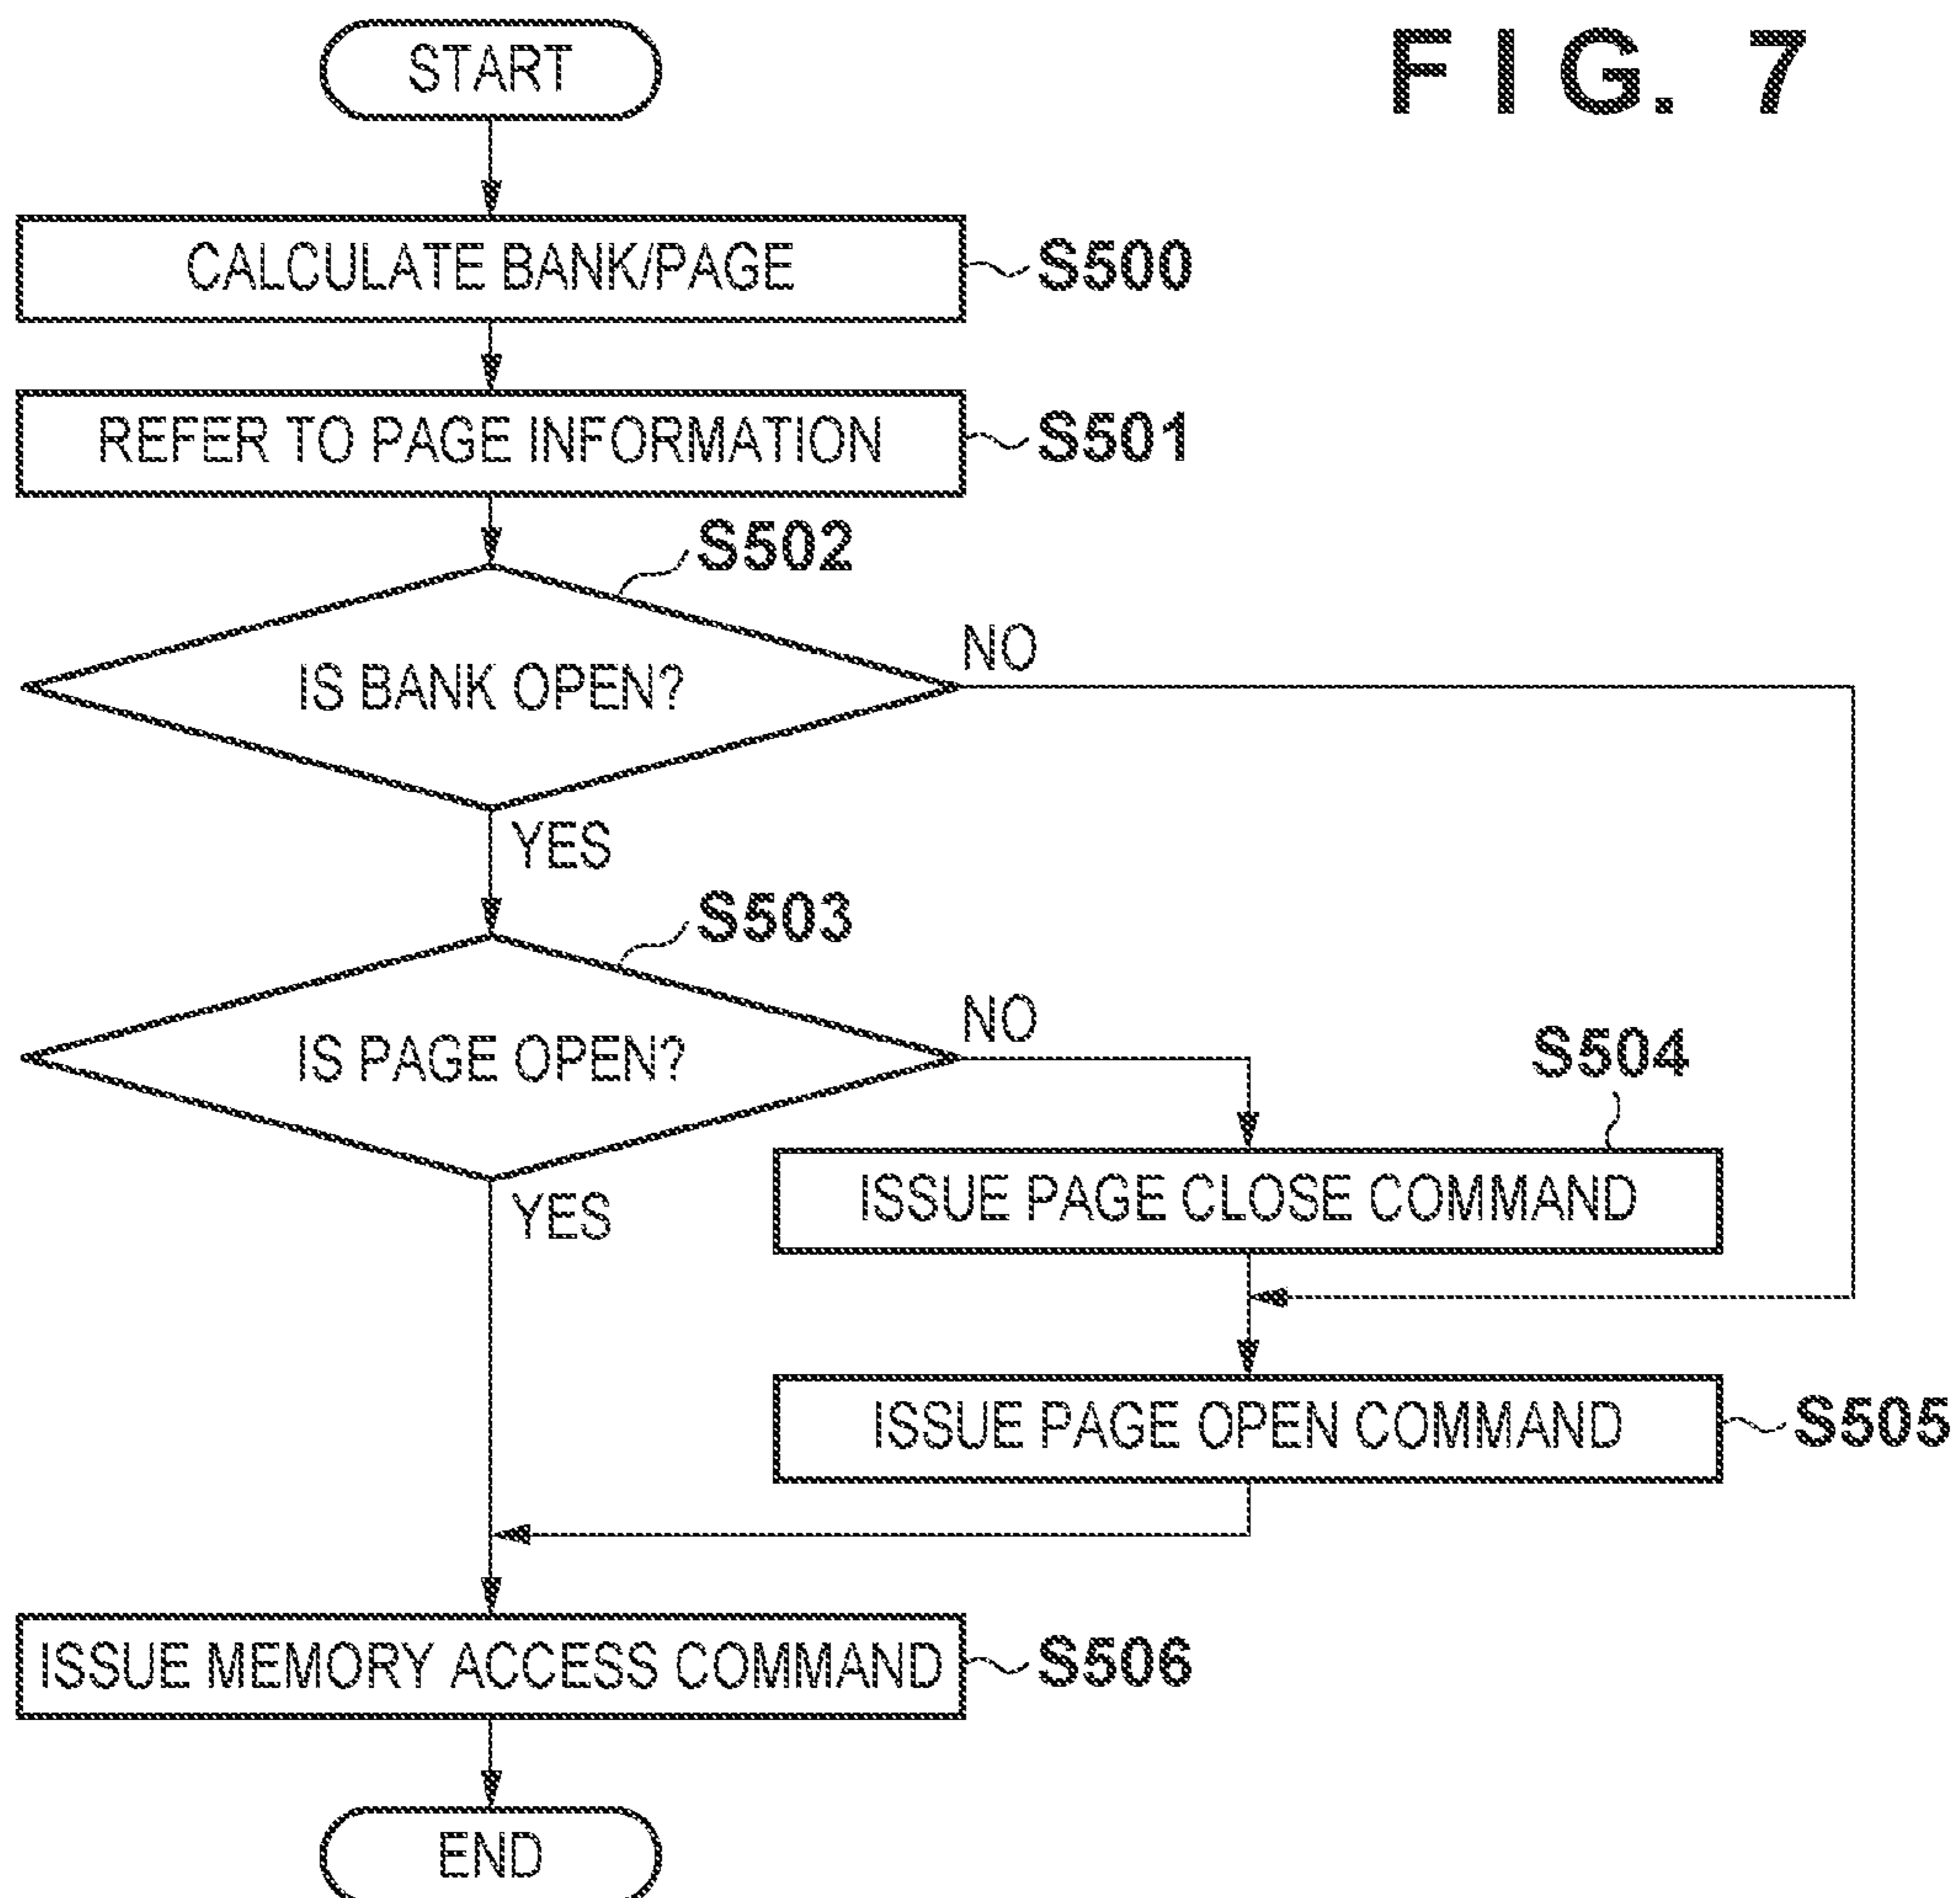 FIG. 7
START
CALCULATE BANK/PAGE
S500
REFER TO PAGE INFORMATION
S501
S502
IS BANK OPEN?
NO
YES
S503
IS PAGE OPEN?
NO
YES
S504
ISSUE PAGE CLOSE COMMAND
ISSUE PAGE OPEN COMMAND
S505
ISSUE MEMORY ACCESS COMMAND
S506
END